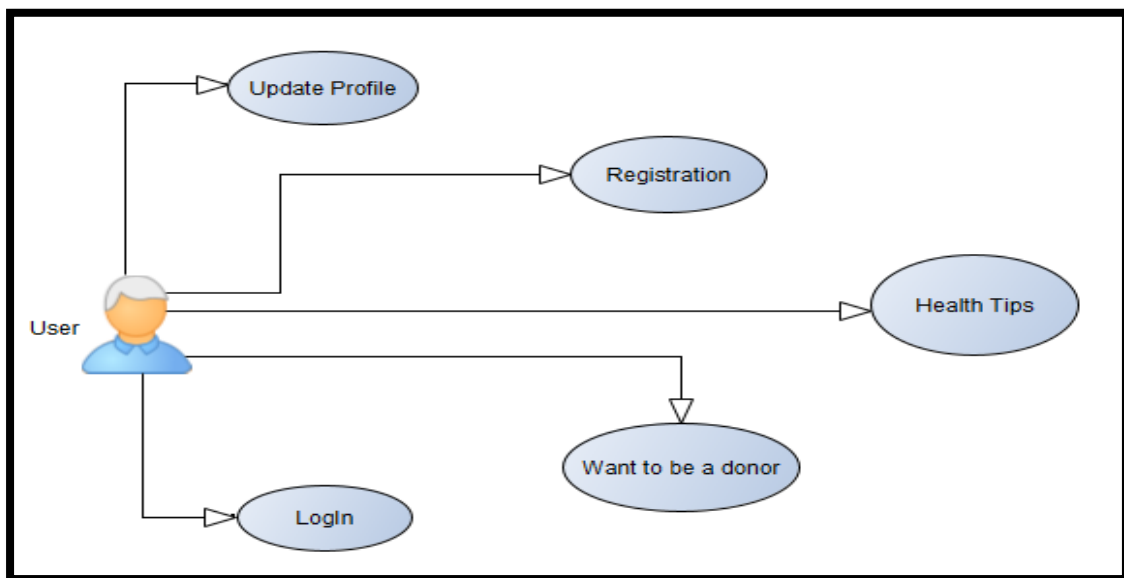 Update Profile
Registration
Health Tips
User
Want to be a donor
LogIn